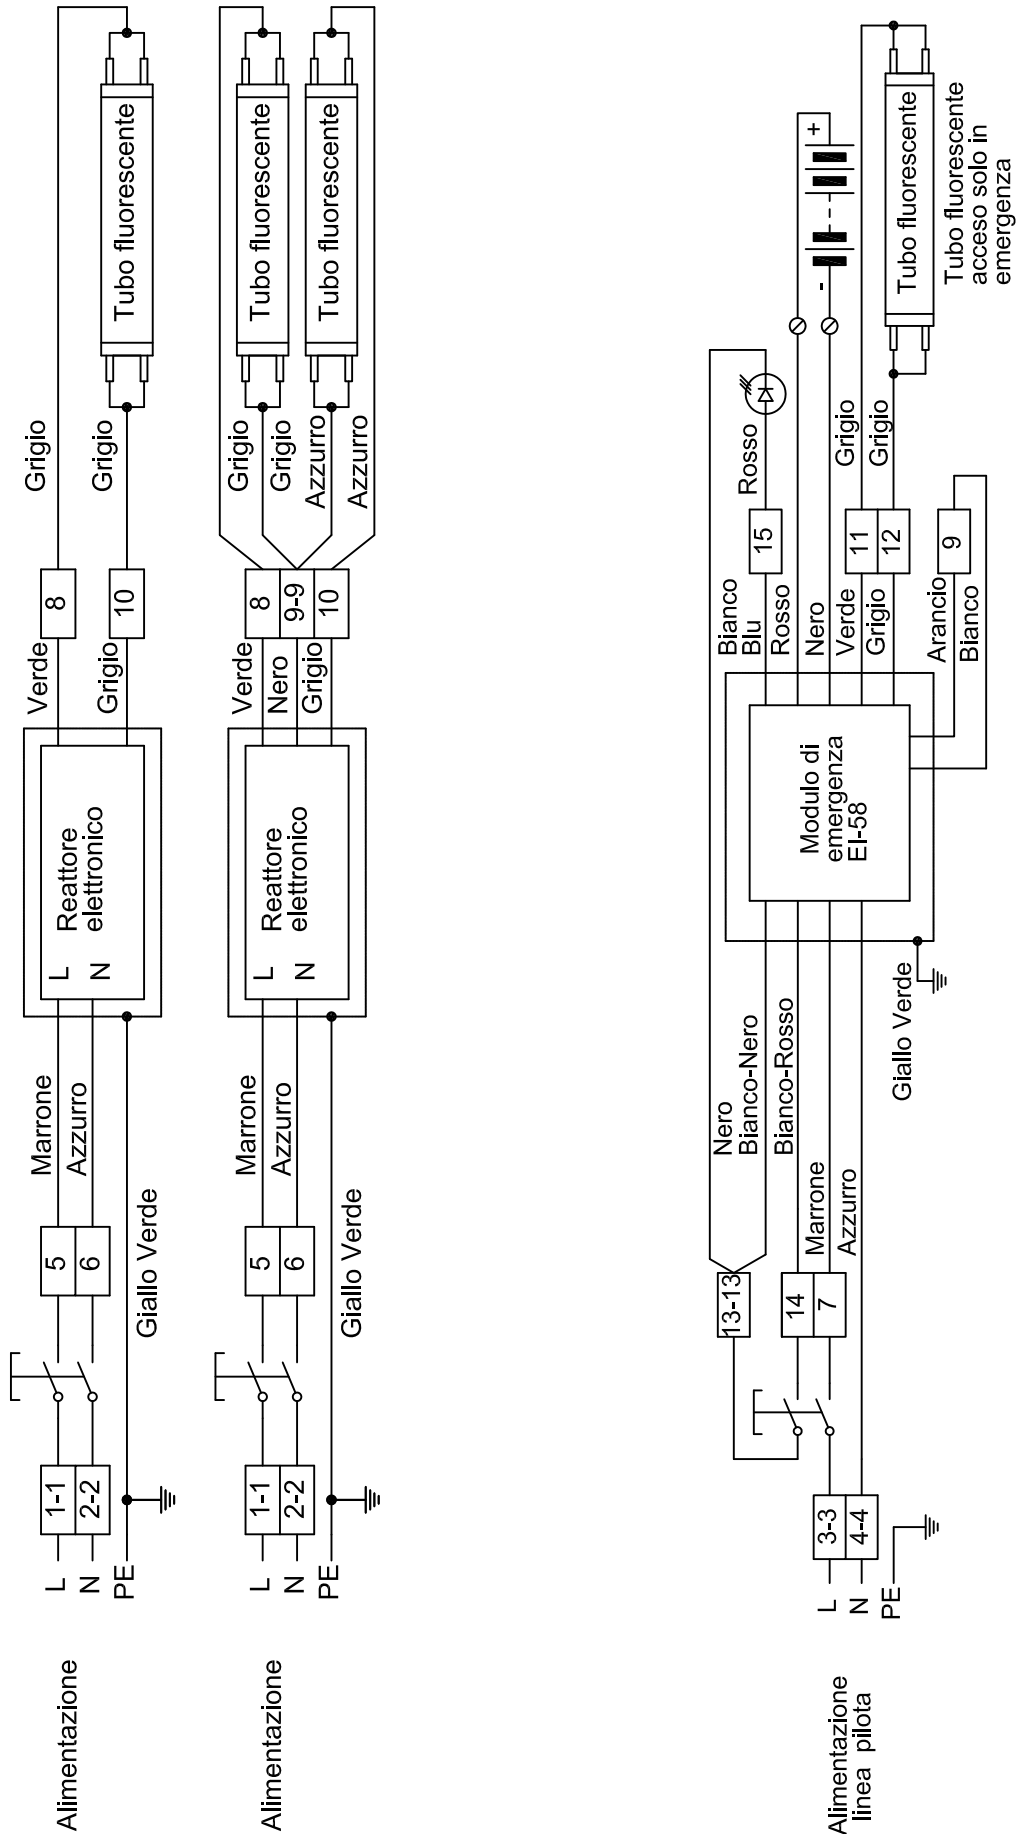 Alimentazione
L
N
PE
1-1
2-2
5
6
Marrone
Azzurro
Giallo Verde
L
N
Reattore
elettronico
Verde
Grigio
8
10
Grigio
Grigio
Tubo fluorescente
Alimentazione
L
N
PE
1-1
2-2
5
6
Marrone
Azzurro
Giallo Verde
L
N
Reattore
elettronico
Verde
Nero
Grigio
8
9-9
10
Grigio
Grigio
Azzurro
Azzurro
Tubo fluorescente
Tubo fluorescente
Alimentazione
linea pilota
L
N
PE
3-3
4-4
13-13
14
7
Nero
Bianco-Nero
Bianco-Rosso
Marrone
Azzurro
Giallo Verde
Modulo di
emergenza
EI-58
Bianco
Blu
Rosso
Nero
Verde
Grigio
Arancio
Bianco
15
11
12
9
Rosso
Grigio
Grigio
-
+
Tubo fluorescente
Tubo fluorescente
acceso solo in
emergenza